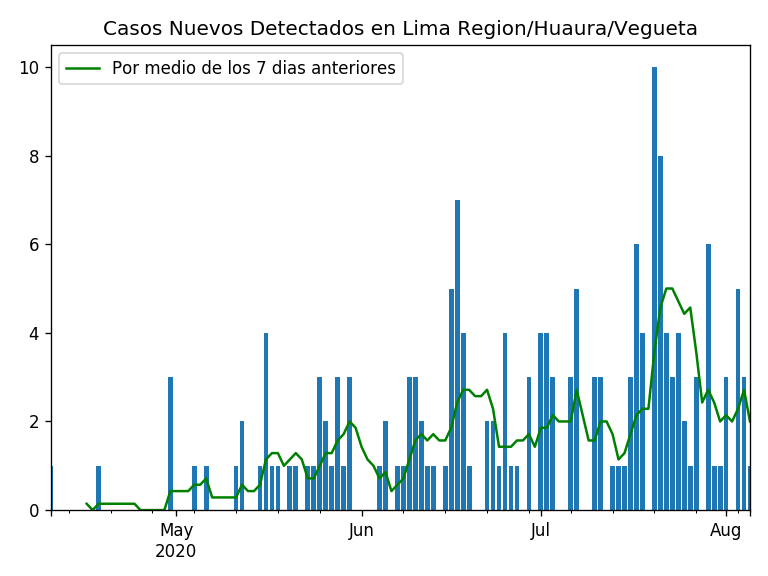 Casos Nuevos Detectados en Lima Region/Huaura/Vegueta
Por medio de los 7 dias anteriores
10
8
6
4
2
0
May Jun Jul Aug
2020